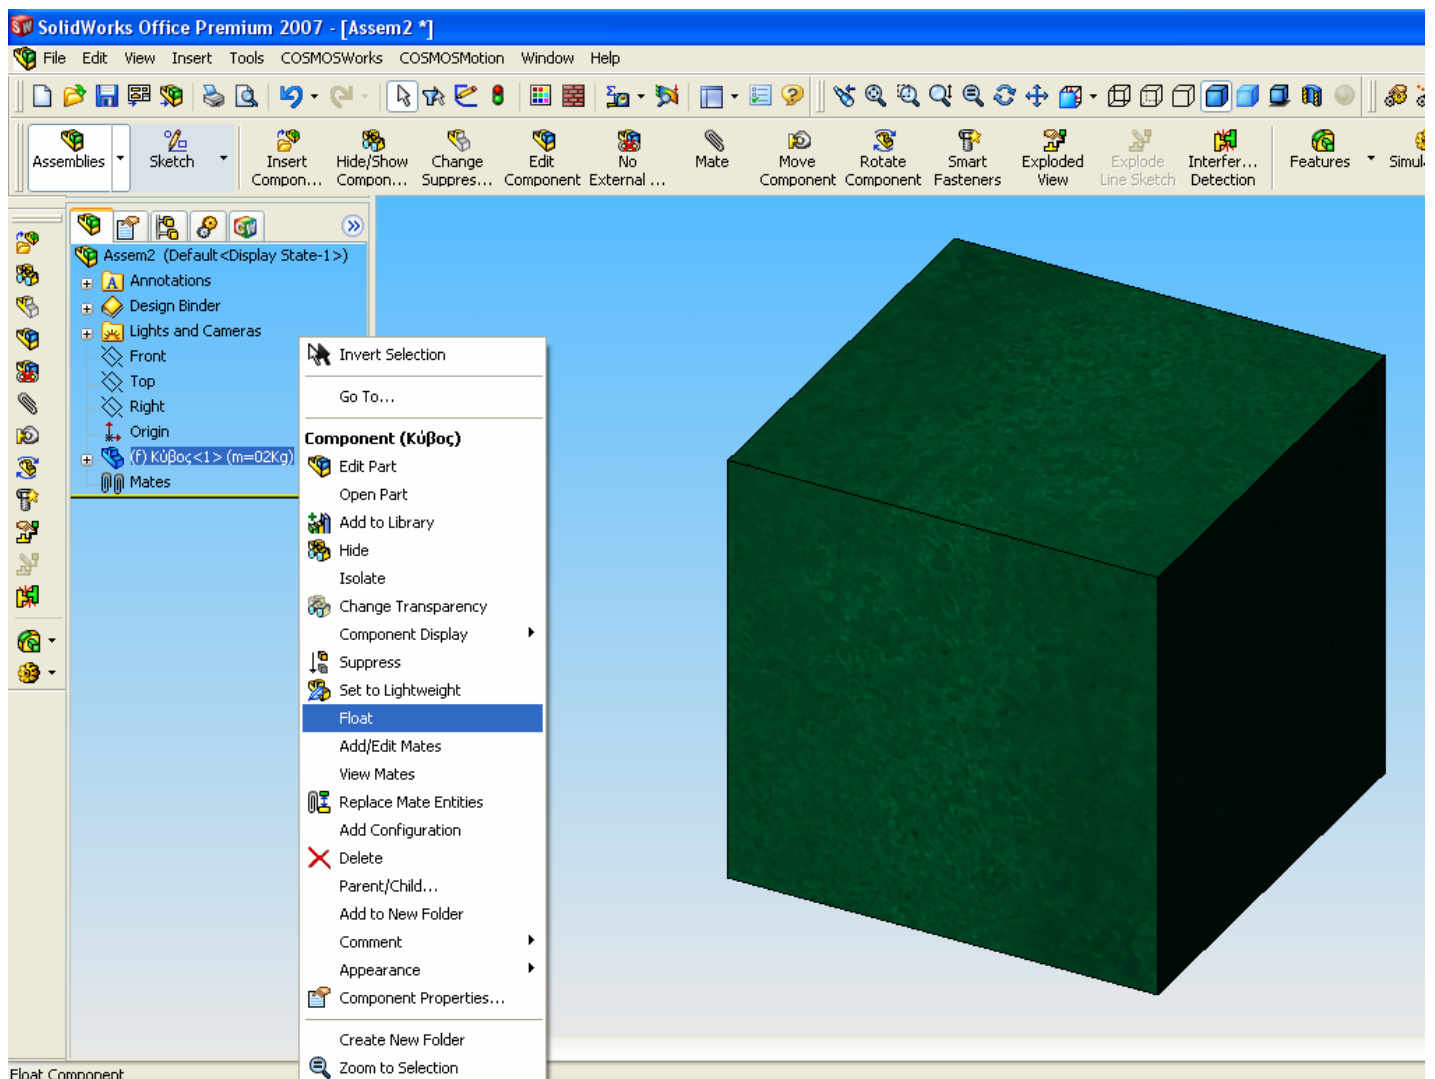 SolidWorks Office Premium 2007 - [Assem2 *]
File Edit View Insert Tools COSMOSWorks COSMOSMotion Window Help
Assemblies Sketch Insert Compon... Hide/Show Compon... Change Suppres... Edit Component No External ... Mate Move Component Rotate Component Smart Fasteners Exploded View Explode Line Sketch Interfer... Detection Features
Assem2 (Default<Display State-1>)
Annotations
Design Binder
Lights and Cameras
Front
Top
Right
Origin
(f) Κύβος<1> (m=02Kg)
Mates
Invert Selection
Go To...
Component (Κύβος)
Edit Part
Open Part
Add to Library
Hide
Isolate
Change Transparency
Component Display
Suppress
Set to Lightweight
Float
Add/Edit Mates
View Mates
Replace Mate Entities
Add Configuration
Delete
Parent/Child...
Add to New Folder
Comment
Appearance
Component Properties...
Create New Folder
Zoom to Selection
Float Component